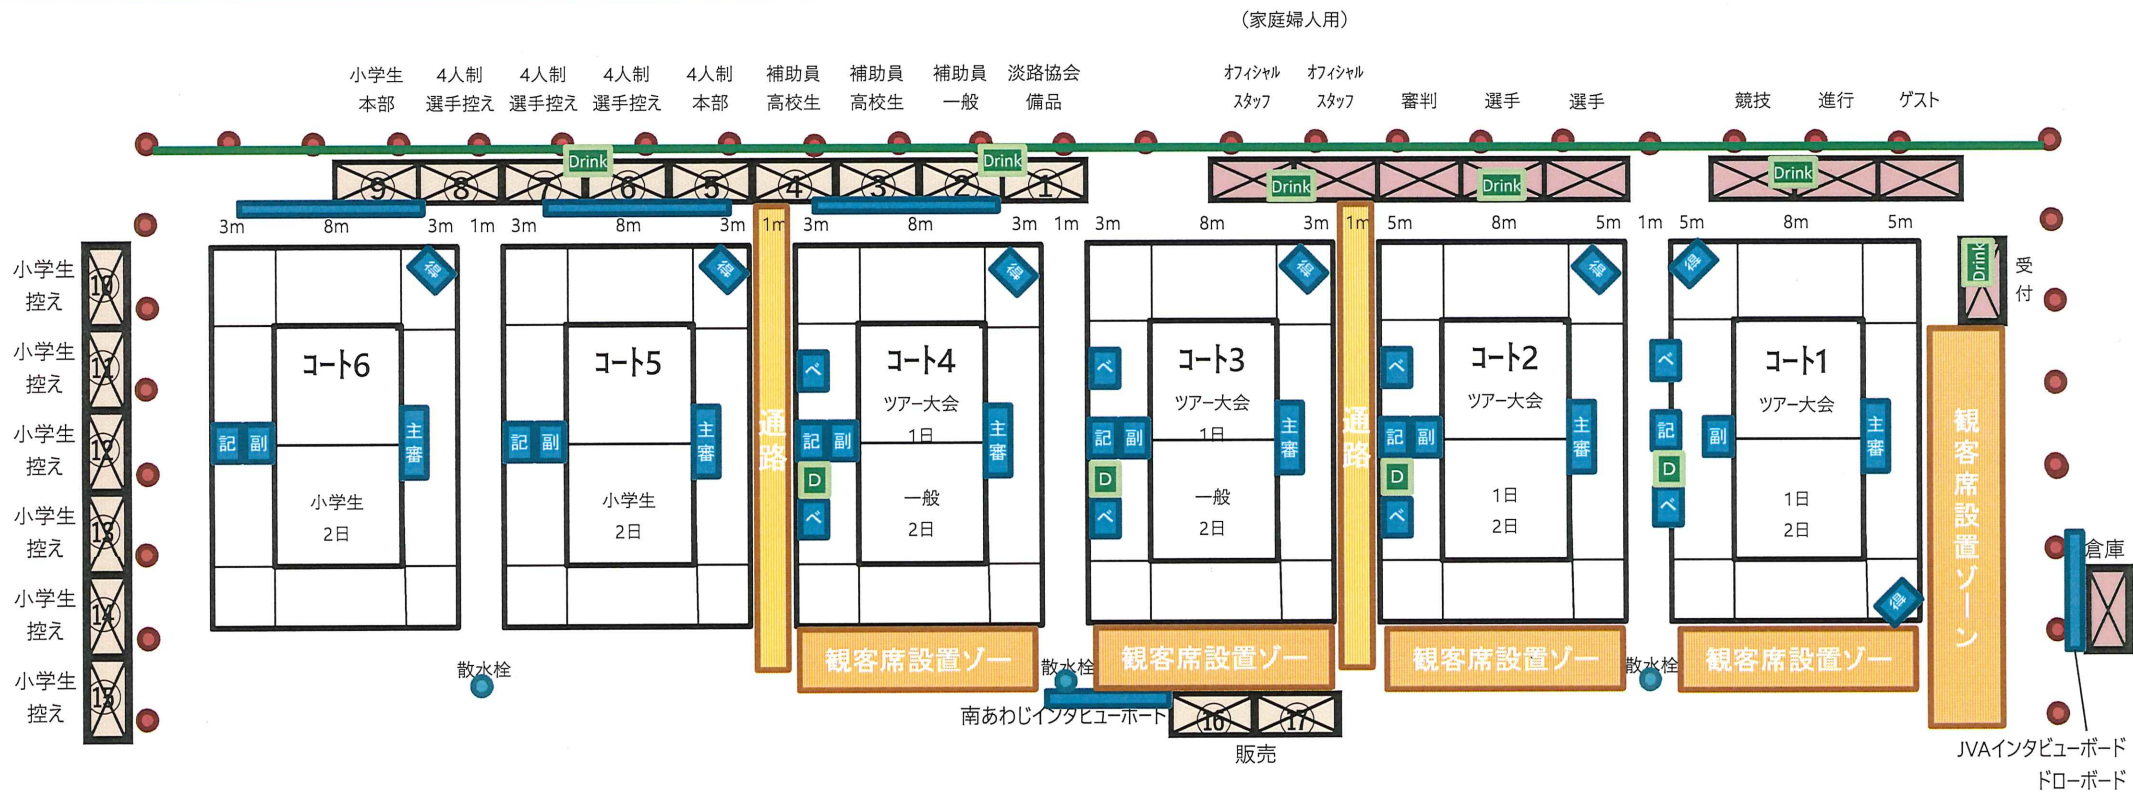 （家庭婦人用）
小学生 4人制 4人制 4人制 4人制 補助員 補助員 補助員 淡路協会 ｵﾌｨｼｬﾙ ｵﾌｨｼｬﾙ
本部 選手控え 選手控え 選手控え 本部 高校生 高校生 一般 備品 ｽﾀｯﾌ ｽﾀｯﾌ 審判 選手 選手 競技 進行 ｹﾞｽﾄ
Drink Drink Drink Drink Drink
9 8 7 6 5 4 3 2 1
3m 8m 3m 1m 3m 8m 3m 1m 3m 8m 3m 1m 3m 8m 3m 1m 5m 8m 5m 1m 5m 8m 5m
小学生
控え
10
小学生
控え
11
小学生
控え
12
小学生
控え
13
小学生
控え
14
小学生
控え
15
得
コート6
主審
記 副
小学生
2日
得
コート5
主審
記 副
小学生
2日
通路
得
コート4
ツアー大会
1日
一般
2日
ベ
記 副
D
ベ
主審
得
コート3
ツアー大会
1日
一般
2日
ベ
記 副
D
ベ
主審
通路
得
コート2
ツアー大会
1日
2日
ベ
記 副
D
ベ
主審
得
コート1
ツアー大会
1日
2日
ベ
記
副
D
ベ
主審
得
Drink
受付
観客席設置ゾーン
倉庫
散水栓 散水栓 散水栓
観客席設置ゾー 観客席設置ゾー 観客席設置ゾー 観客席設置ゾー
南あわじインタビューボード
16 17
販売
JVAインタビューボード
ドローボード